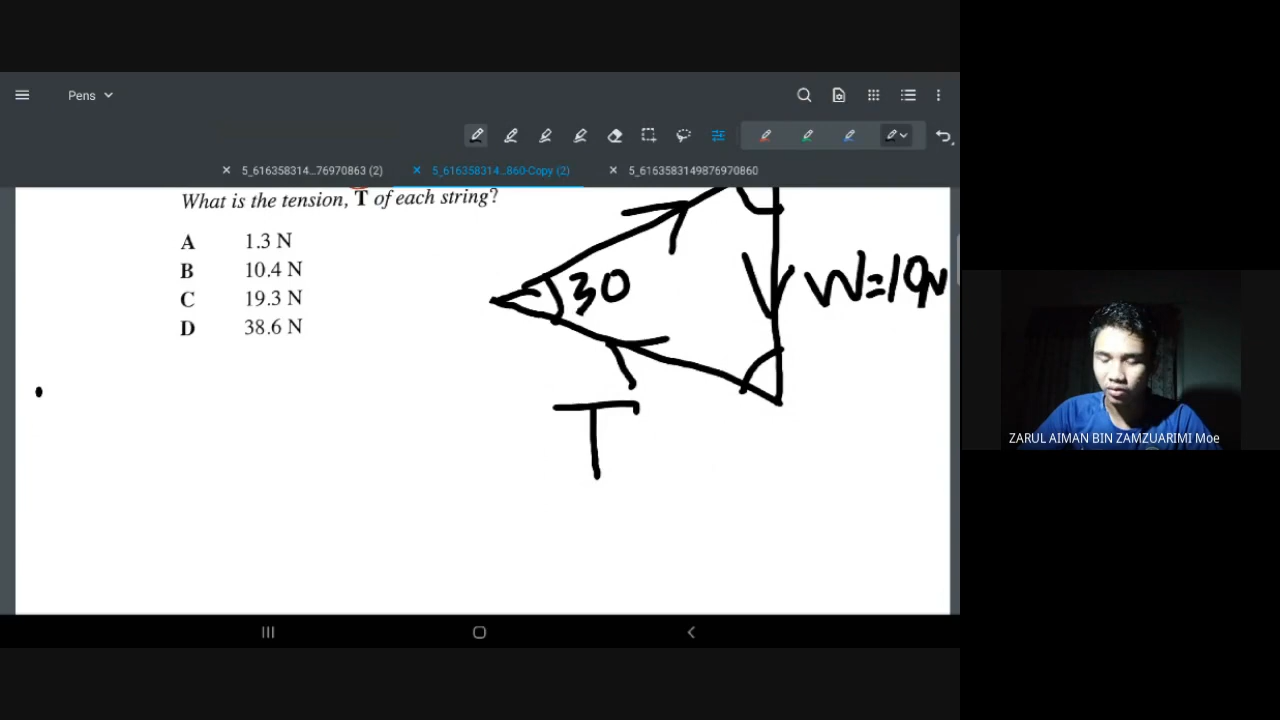 Pens
5_616358314...76970863 (2)
5_616358314...860-Copy (2)
5_6163583149876970860
What is the tension, T of each string?
A 1.3 N
B 10.4 N
C 19.3 N
D 38.6 N
30
W=10N
T
ZARUL AIMAN BIN ZAMZUARIMI Moe